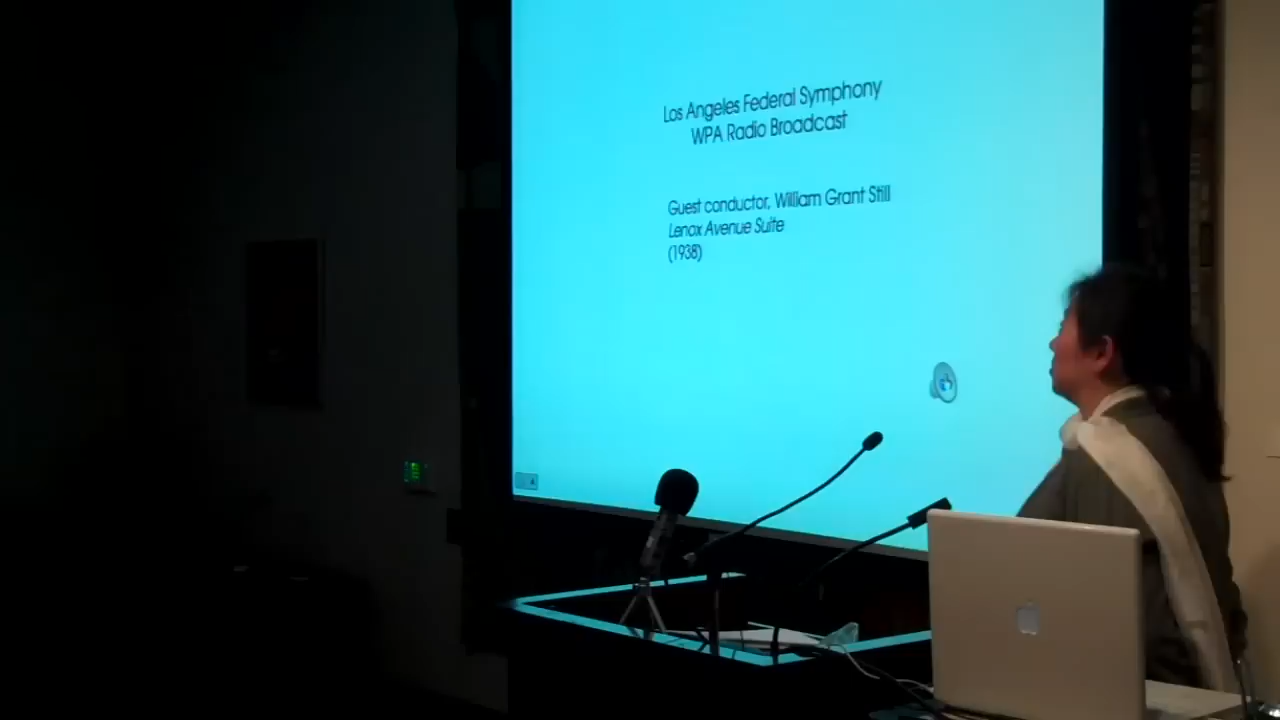 Los Angeles Federal Symphony
WPA Radio Broadcast
Guest conductor, William Grant Still
Lenox Avenue Suite
(1938)